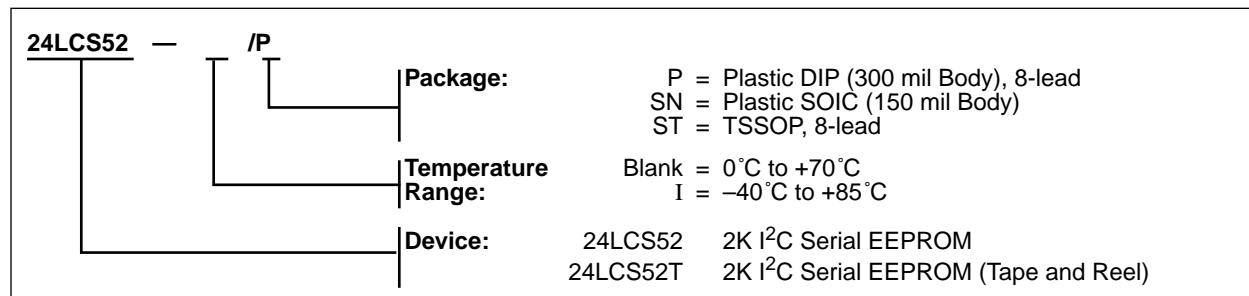 24LCS52 — /P
Package: P = Plastic DIP (300 mil Body), 8-lead
SN = Plastic SOIC (150 mil Body)
ST = TSSOP, 8-lead
Temperature Blank = 0˚C to +70˚C
Range: I = –40˚C to +85˚C
Device: 24LCS52 2K I²C Serial EEPROM
24LCS52T 2K I²C Serial EEPROM (Tape and Reel)